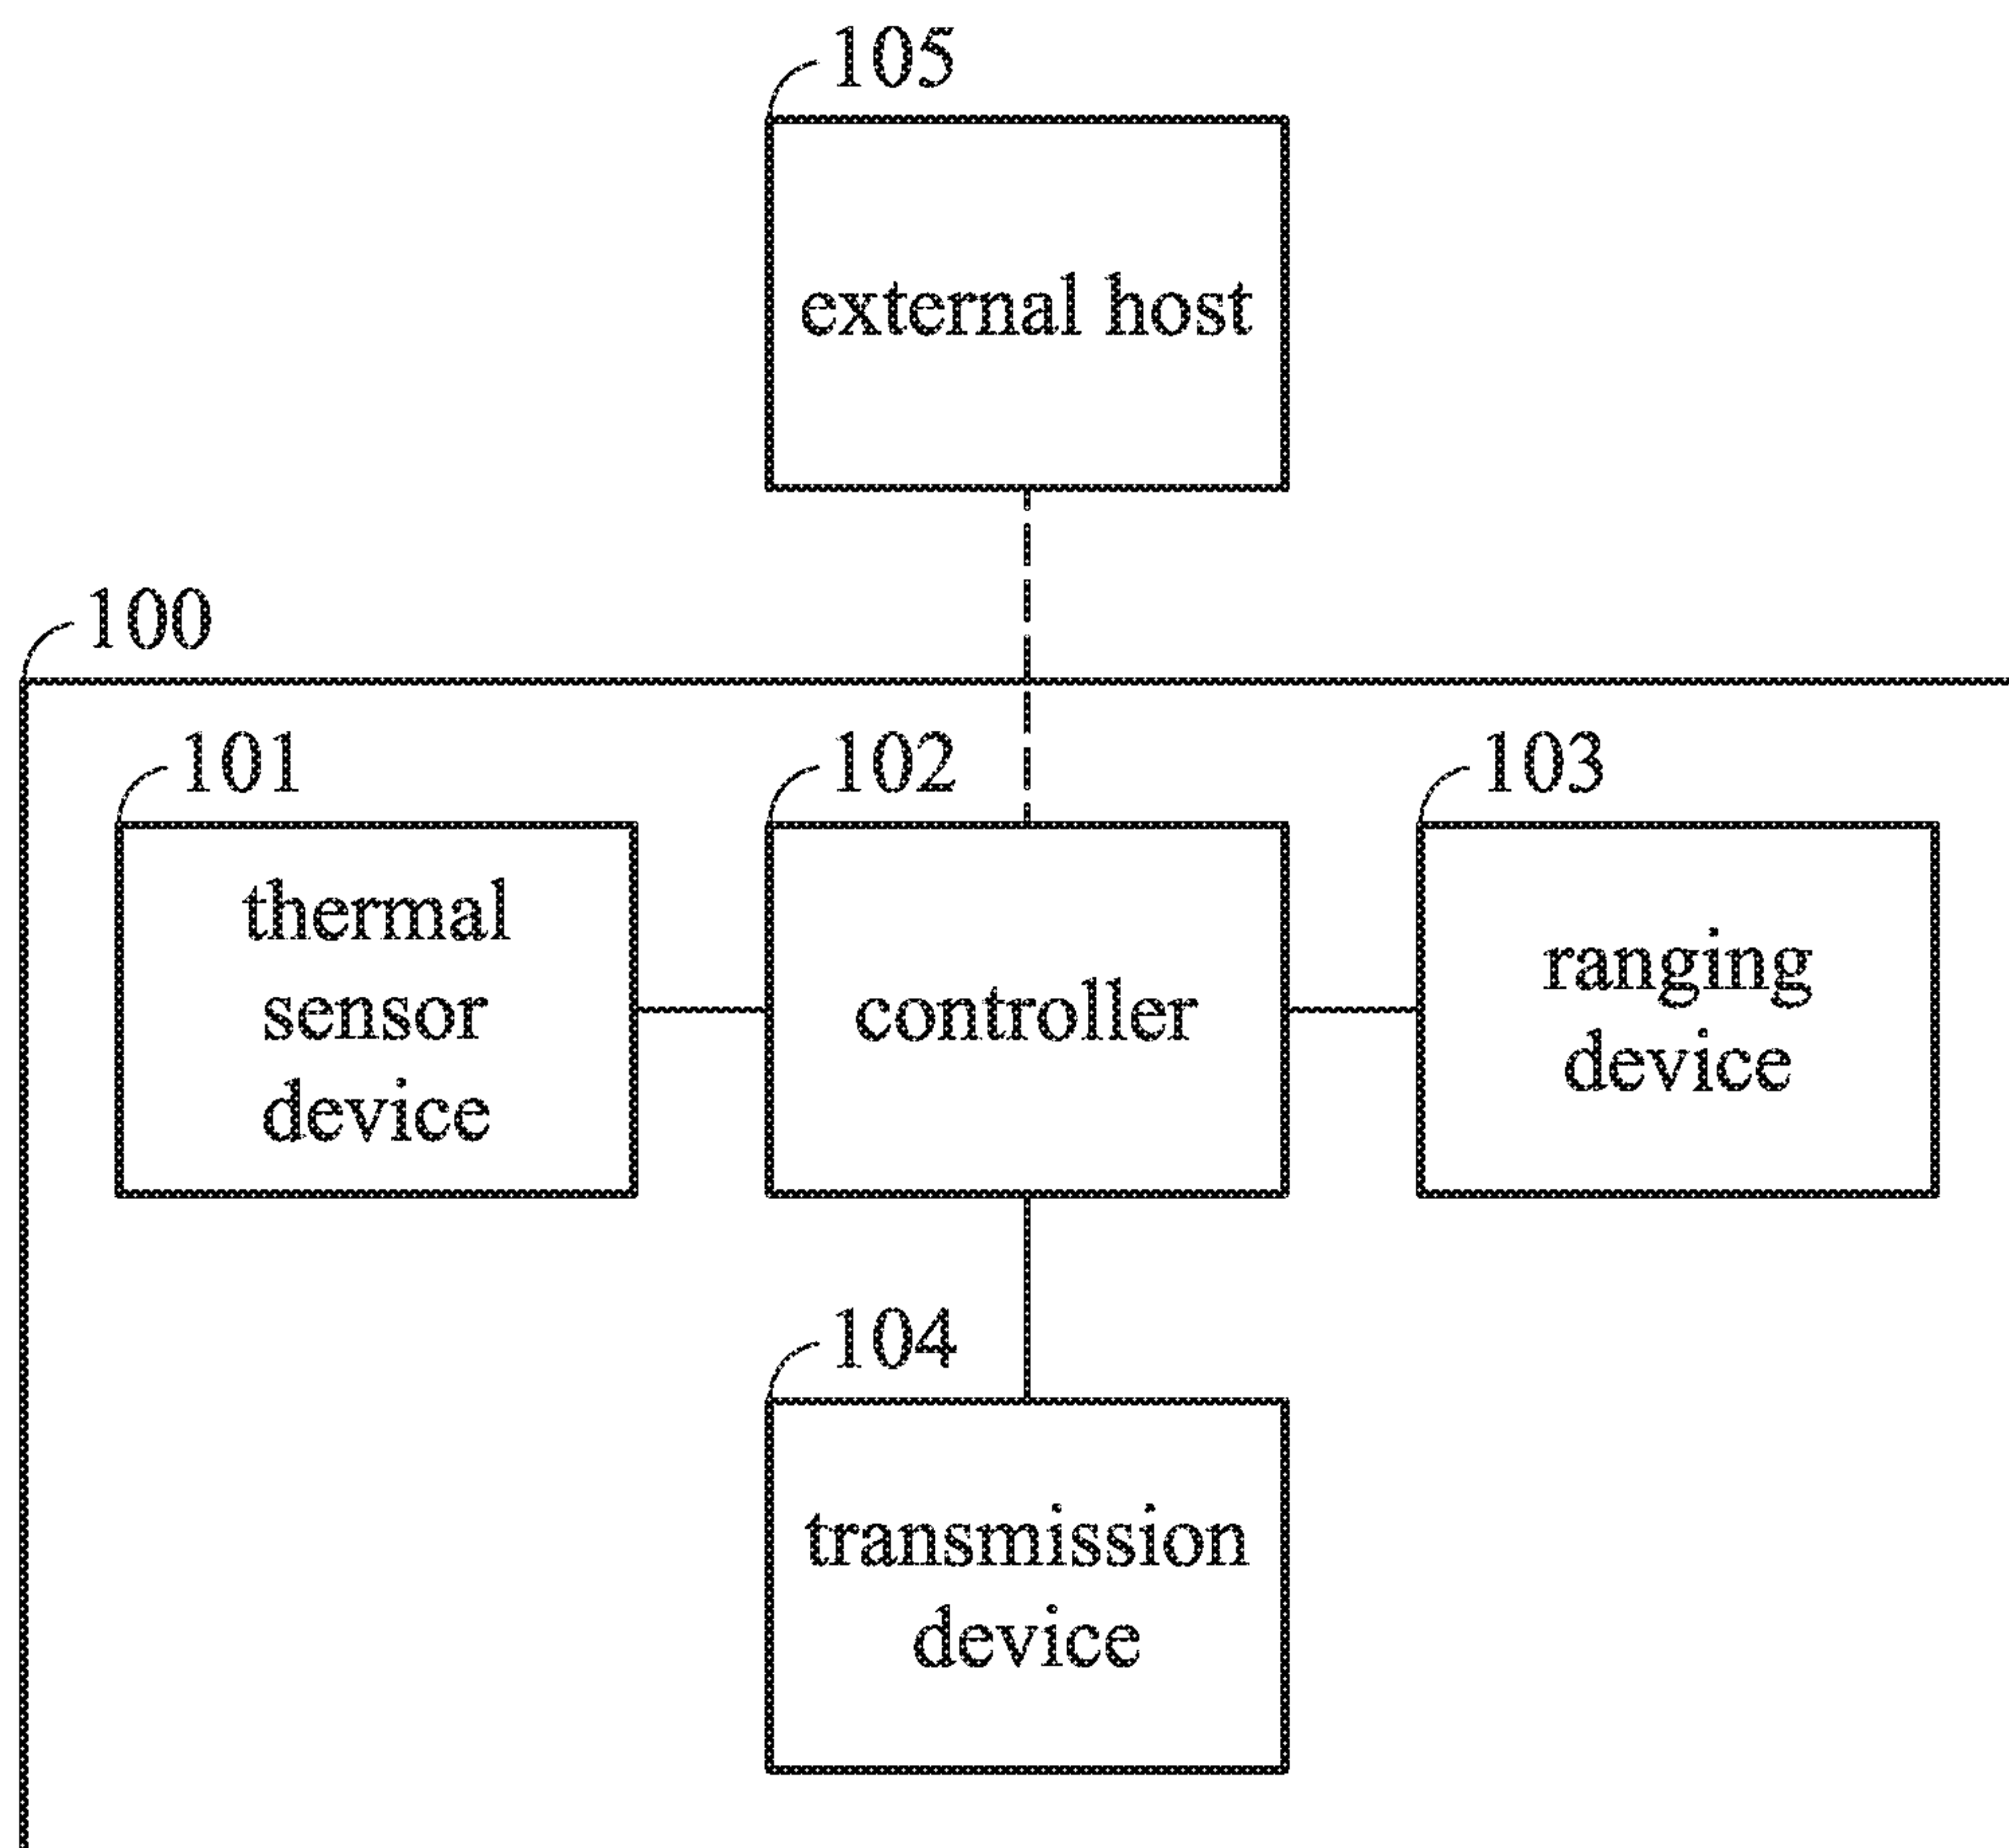 105
external host
100
101
102
103
thermal
sensor
device
controller
ranging
device
104
transmission
device